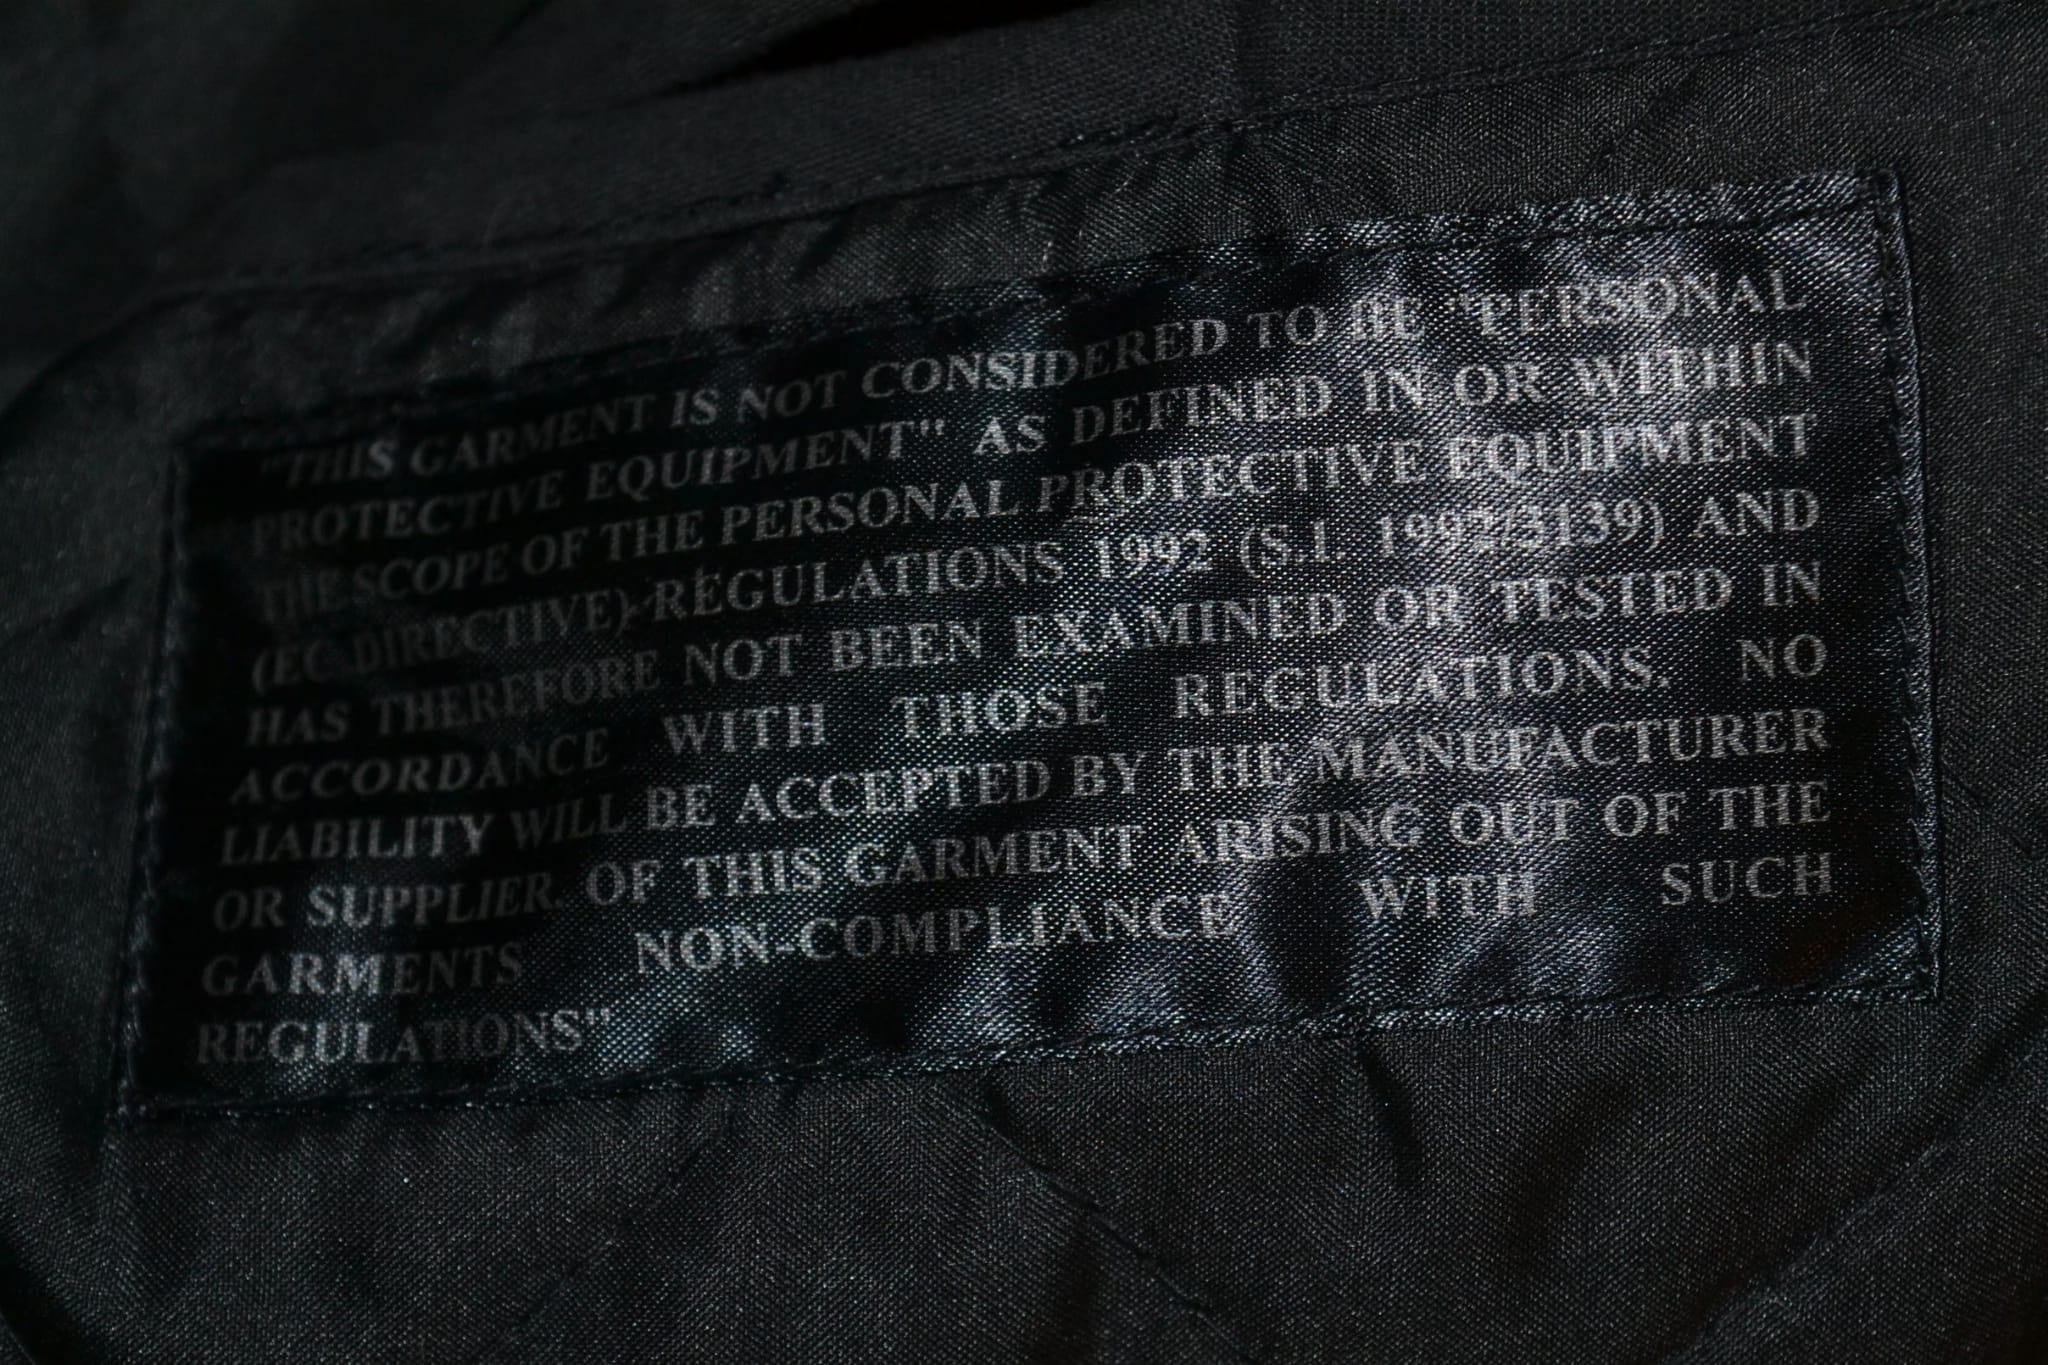 "THIS GARMENT IS NOT CONSIDERED TO BE "PERSONAL
PROTECTIVE EQUIPMENT" AS DEFINED IN OR WITHIN
THE SCOPE OF THE PERSONAL PROTECTIVE EQUIPMENT
(EC DIRECTIVE) REGULATIONS 1992 (S.I. 1992/3139) AND
HAS THEREFORE NOT BEEN EXAMINED OR TESTED IN
ACCORDANCE WITH THOSE REGULATIONS. NO
LIABILITY WILL BE ACCEPTED BY THE MANUFACTURER
OR SUPPLIER. OF THIS GARMENT ARISING OUT OF THE
GARMENTS NON-COMPLIANCE WITH SUCH
REGULATIONS"